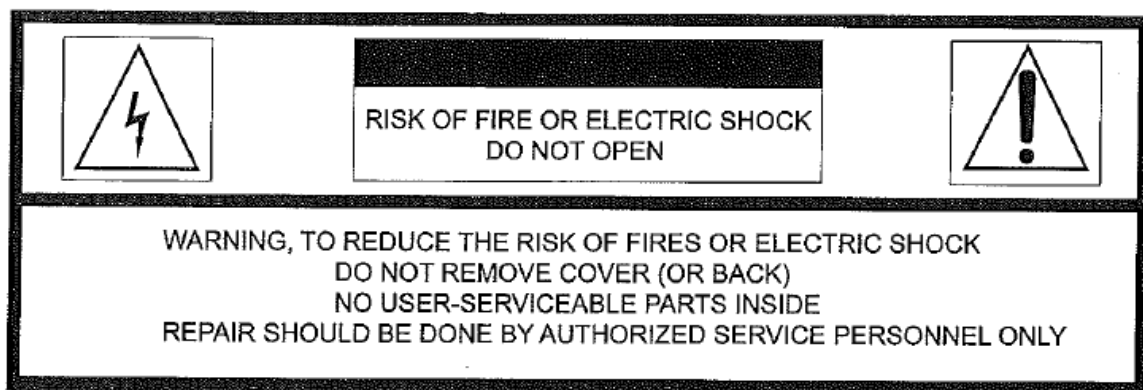 RISK OF FIRE OR ELECTRIC SHOCK
DO NOT OPEN
WARNING, TO REDUCE THE RISK OF FIRES OR ELECTRIC SHOCK
DO NOT REMOVE COVER (OR BACK)
NO USER-SERVICEABLE PARTS INSIDE
REPAIR SHOULD BE DONE BY AUTHORIZED SERVICE PERSONNEL ONLY